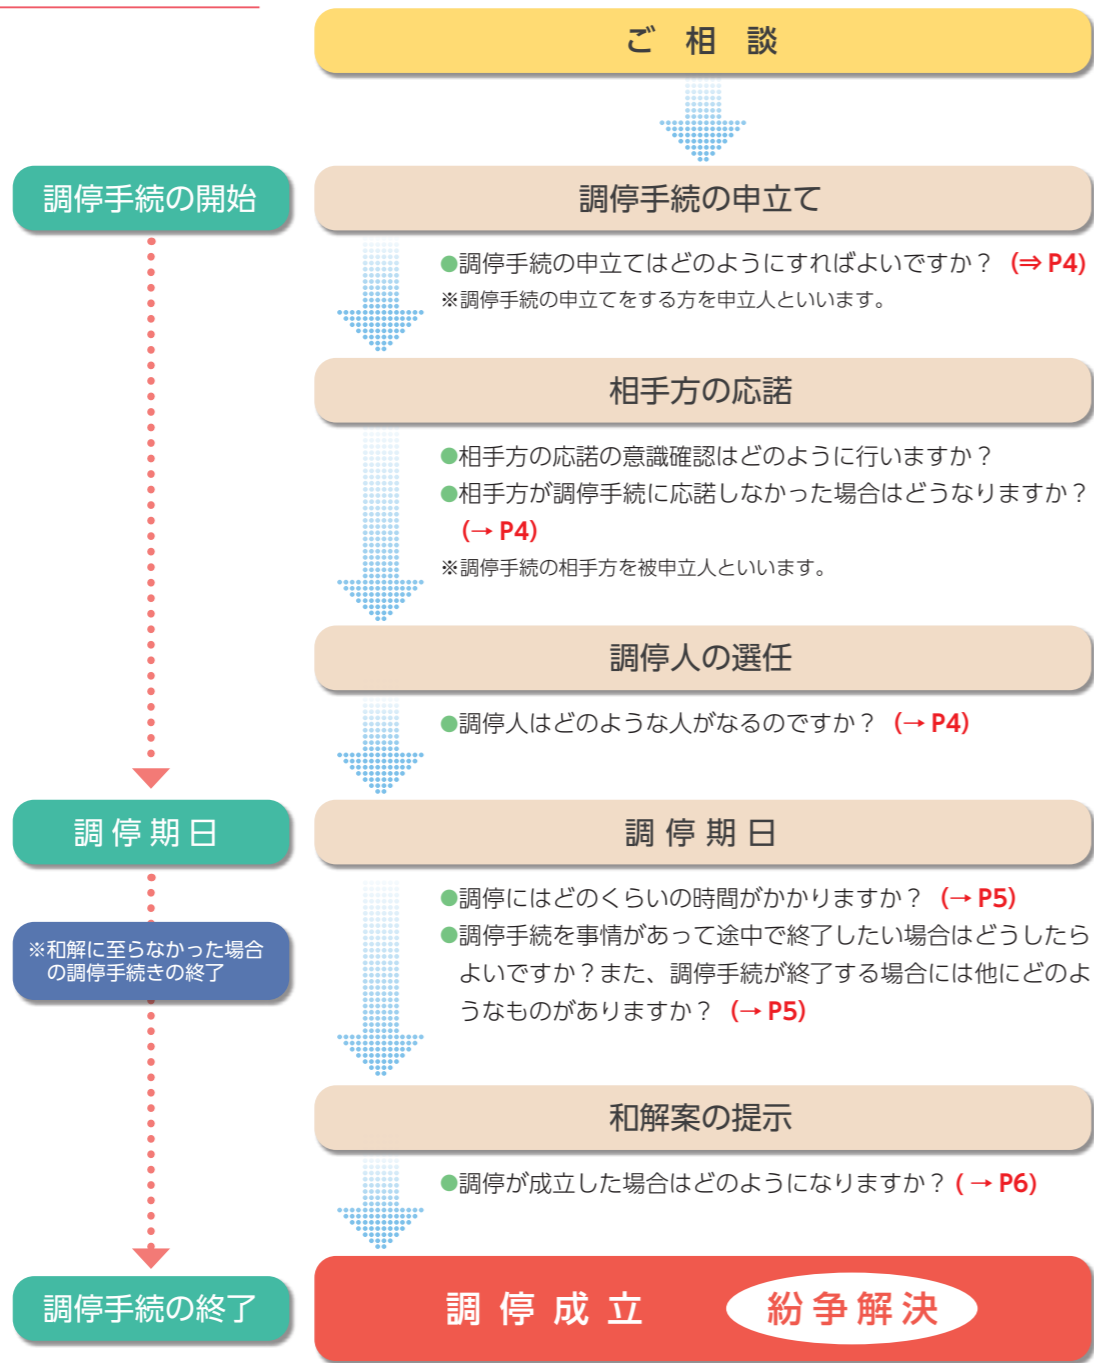 ご相談
調停手続の開始
調停手続の申立て
●調停手続の申立てはどのようにすればよいですか？（⇒ P4）
※調停手続の申立てをする方を申立人といいます。
相手方の応諾
●相手方の応諾の意識確認はどのように行いますか？
●相手方が調停手続に応諾しなかった場合はどうなりますか？
（→ P4）
※調停手続の相手方を被申立人といいます。
調停人の選任
●調停人はどのような人がなるのですか？（→ P4）
調停期日
調停期日
●調停にはどのくらいの時間がかかりますか？（→ P5）
●調停手続を事情があって途中で終了したい場合はどうしたら
よいですか？また、調停手続が終了する場合には他にどのよ
うなものがありますか？（→ P5）
※和解に至らなかった場合
の調停手続きの終了
和解案の提示
●調停が成立した場合はどのようになりますか？（→ P6）
調停手続の終了
調停成立 紛争解決